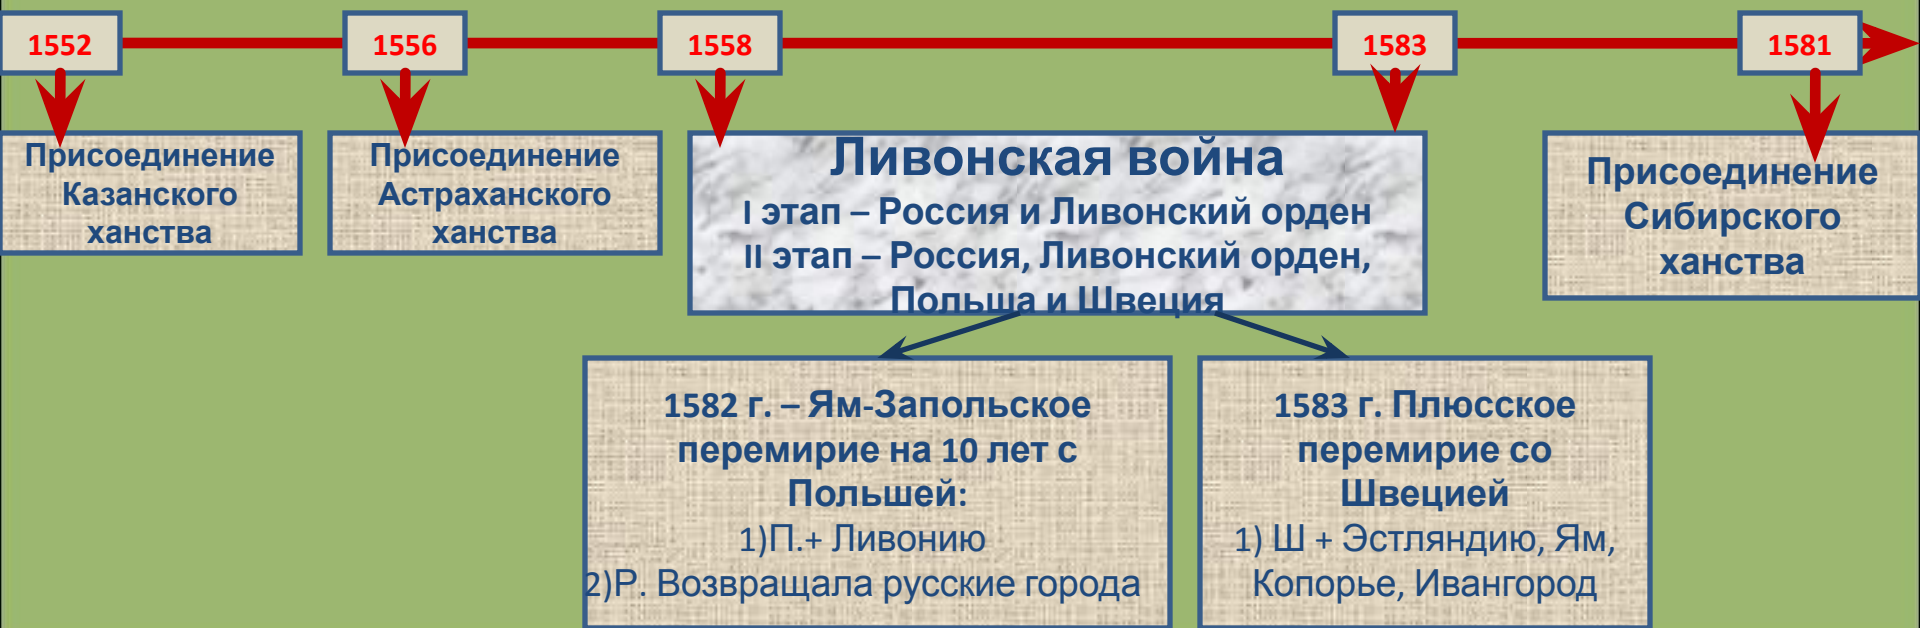 1552
1556
1558
1583
1581
Присоединение
Казанского
ханства
Присоединение
Астраханского
ханства
Ливонская война
I этап – Россия и Ливонский орден
II этап – Россия, Ливонский орден,
Польша и Швеция
Присоединение
Сибирского
ханства
1582 г. – Ям-Запольское
перемирие на 10 лет с
Польшей:
1)П.+ Ливонию
2)Р. Возвращала русские города
1583 г. Плюсское
перемирие со
Швецией
1) Ш + Эстляндию, Ям,
Копорье, Ивангород